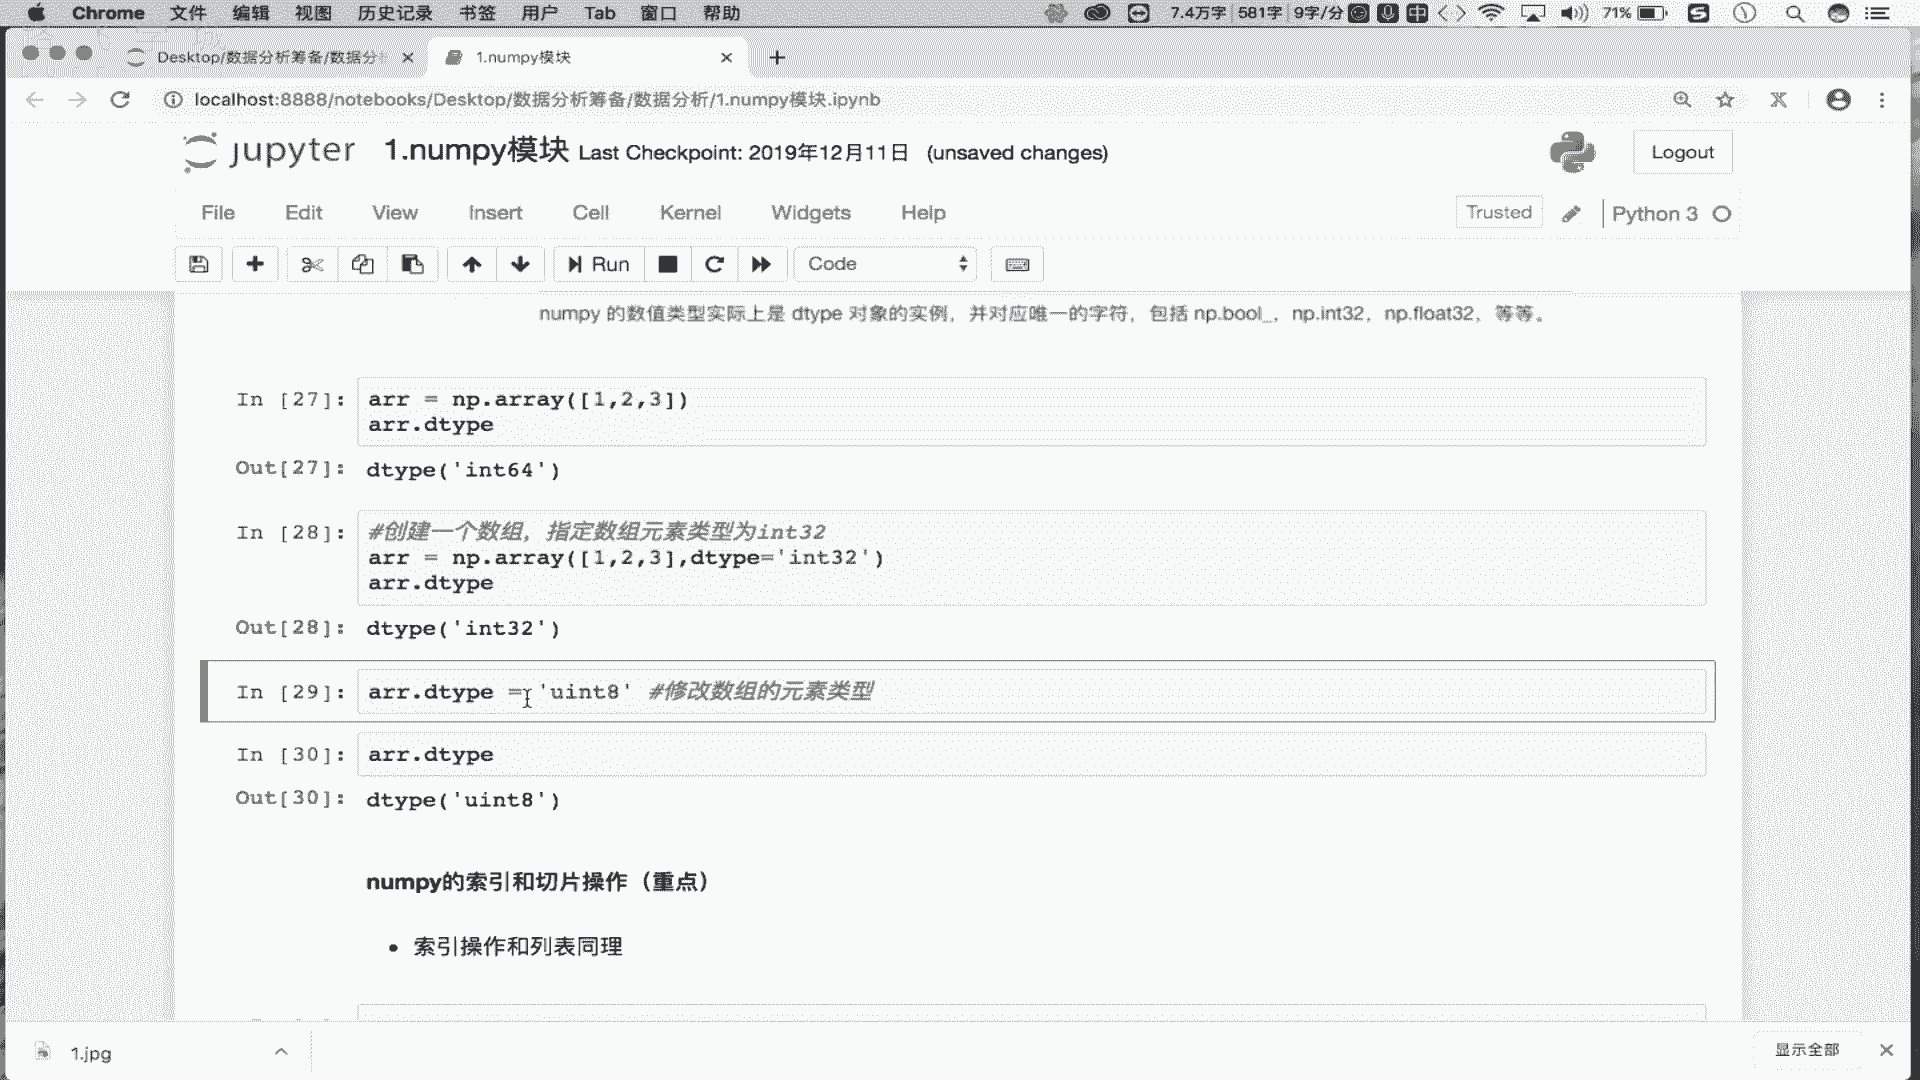 Chrome 文件 编辑 视图 历史记录 书签 用户 Tab 窗口 帮助 7.4万字 581字 9字/分 中 71%
Desktop/数据分析筹备/数据分析 1.numpy模块
localhost:8888/notebooks/Desktop/数据分析筹备/数据分析/1.numpy模块.ipynb
jupyter 1.numpy模块 Last Checkpoint: 2019年12月11日 (unsaved changes) Logout
File Edit View Insert Cell Kernel Widgets Help Trusted Python 3
Run Code
numpy 的数值类型实际上是 dtype 对象的实例，并对应唯一的字符，包括 np.bool_，np.int32，np.float32，等等。
In [27]: arr = np.array([1,2,3])
arr.dtype
Out[27]: dtype('int64')
In [28]: #创建一个数组，指定数组元素类型为int32
arr = np.array([1,2,3],dtype='int32')
arr.dtype
Out[28]: dtype('int32')
In [29]: arr.dtype = 'uint8' #修改数组的元素类型
In [30]: arr.dtype
Out[30]: dtype('uint8')
numpy的索引和切片操作（重点）
• 索引操作和列表同理
1.jpg 显示全部